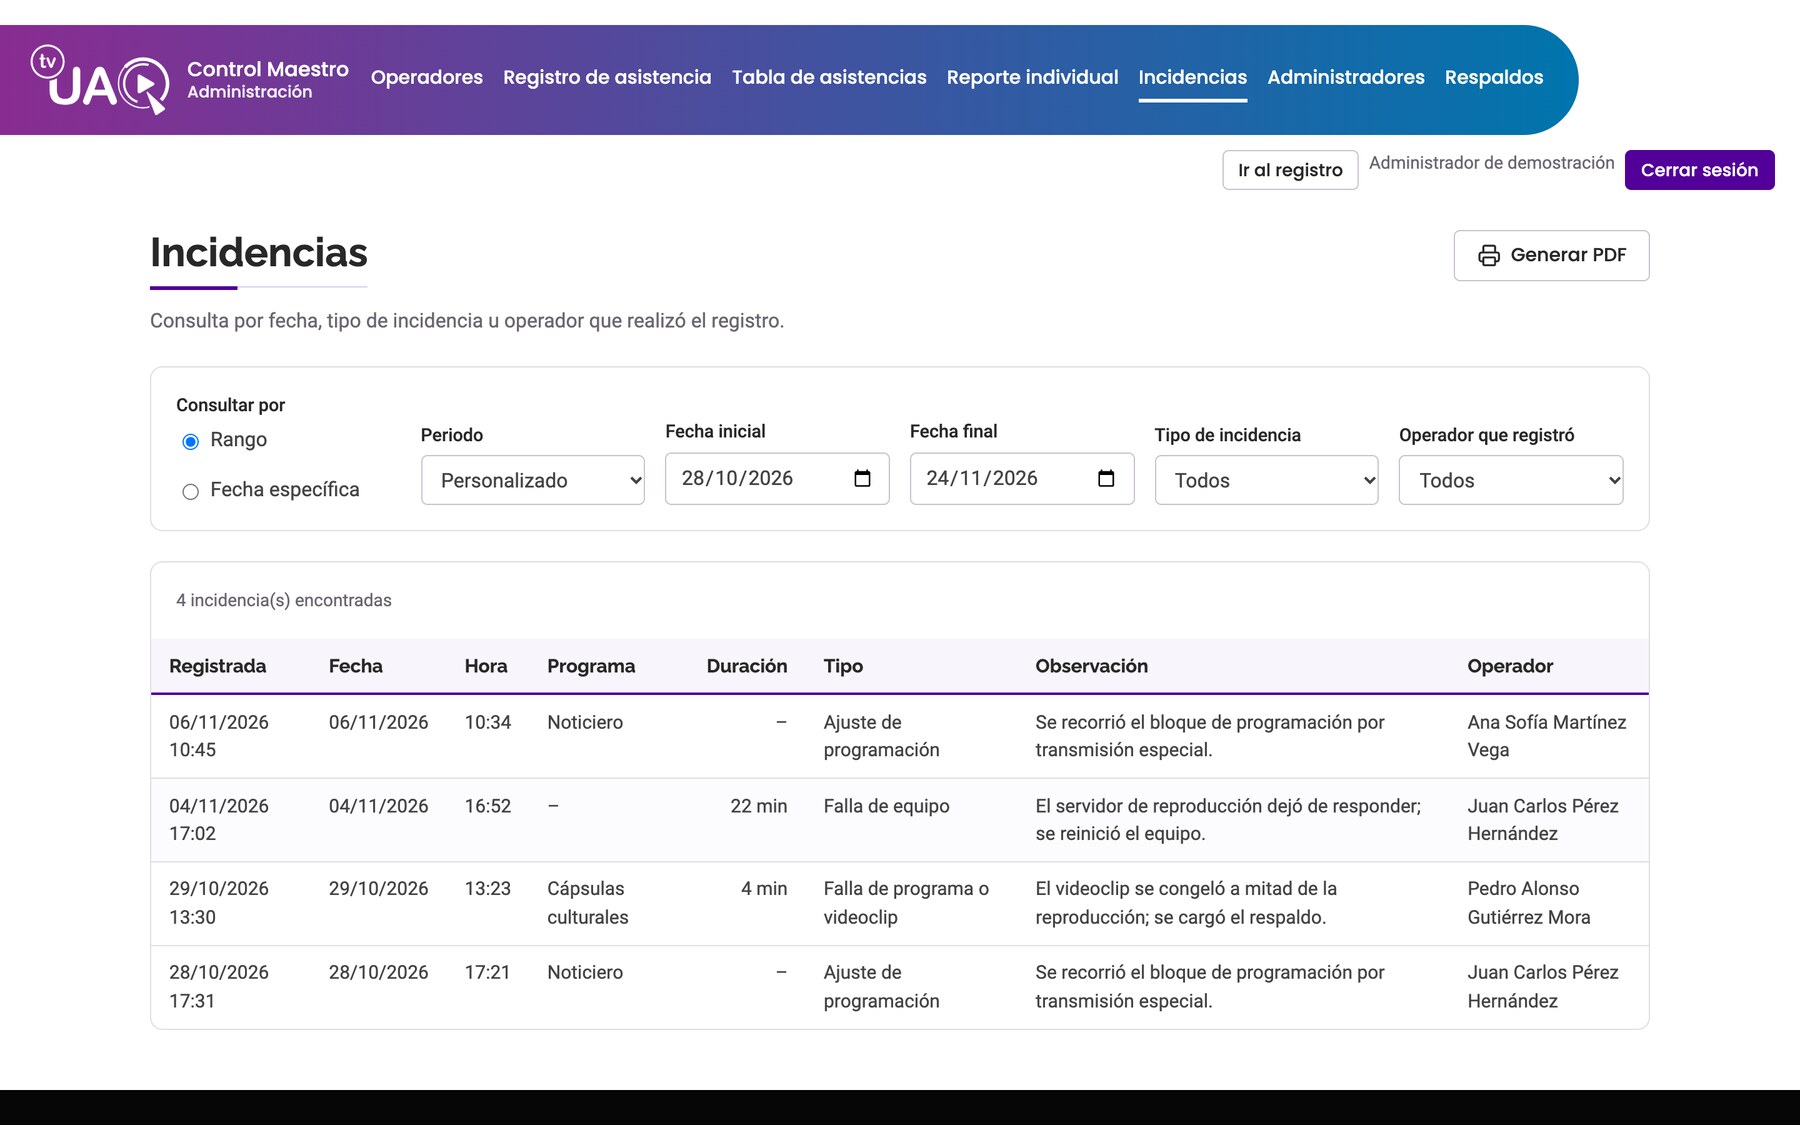 tv UAQ
Control Maestro
Administración
Operadores Registro de asistencia Tabla de asistencias Reporte individual Incidencias Administradores Respaldos
Ir al registro Administrador de demostración Cerrar sesión
Incidencias
Generar PDF
Consulta por fecha, tipo de incidencia u operador que realizó el registro.
Consultar por
Rango
Fecha específica
Periodo
Personalizado
Fecha inicial
28/10/2026
Fecha final
24/11/2026
Tipo de incidencia
Todos
Operador que registró
Todos
4 incidencia(s) encontradas
Registrada Fecha Hora Programa Duración Tipo Observación Operador
06/11/2026 06/11/2026 10:34 Noticiero – Ajuste de Se recorrió el bloque de programación por Ana Sofía Martínez
10:45 programación transmisión especial. Vega
04/11/2026 04/11/2026 16:52 – 22 min Falla de equipo El servidor de reproducción dejó de responder; Juan Carlos Pérez
17:02 se reinició el equipo. Hernández
29/10/2026 29/10/2026 13:23 Cápsulas 4 min Falla de programa o El videoclip se congeló a mitad de la Pedro Alonso
13:30 culturales videoclip reproducción; se cargó el respaldo. Gutiérrez Mora
28/10/2026 28/10/2026 17:21 Noticiero – Ajuste de Se recorrió el bloque de programación por Juan Carlos Pérez
17:31 programación transmisión especial. Hernández